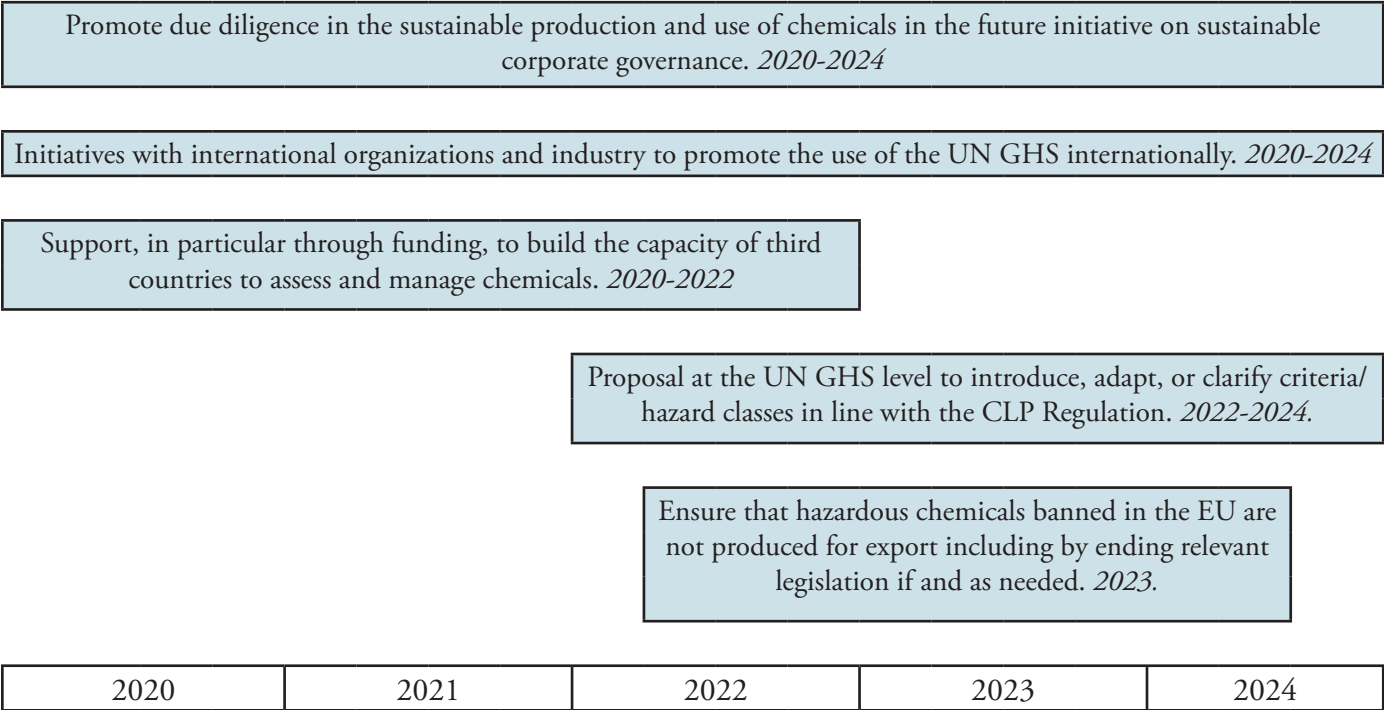 Promote due diligence in the sustainable production and use of chemicals in the future initiative on sustainable
corporate governance. 2020-2024
Initiatives with international organizations and industry to promote the use of the UN GHS internationally. 2020-2024
Support, in particular through funding, to build the capacity of third
countries to assess and manage chemicals. 2020-2022
Proposal at the UN GHS level to introduce, adapt, or clarify criteria/
hazard classes in line with the CLP Regulation. 2022-2024.
Ensure that hazardous chemicals banned in the EU are
not produced for export including by ending relevant
legislation if and as needed. 2023.
2020 2021 2022 2023 2024